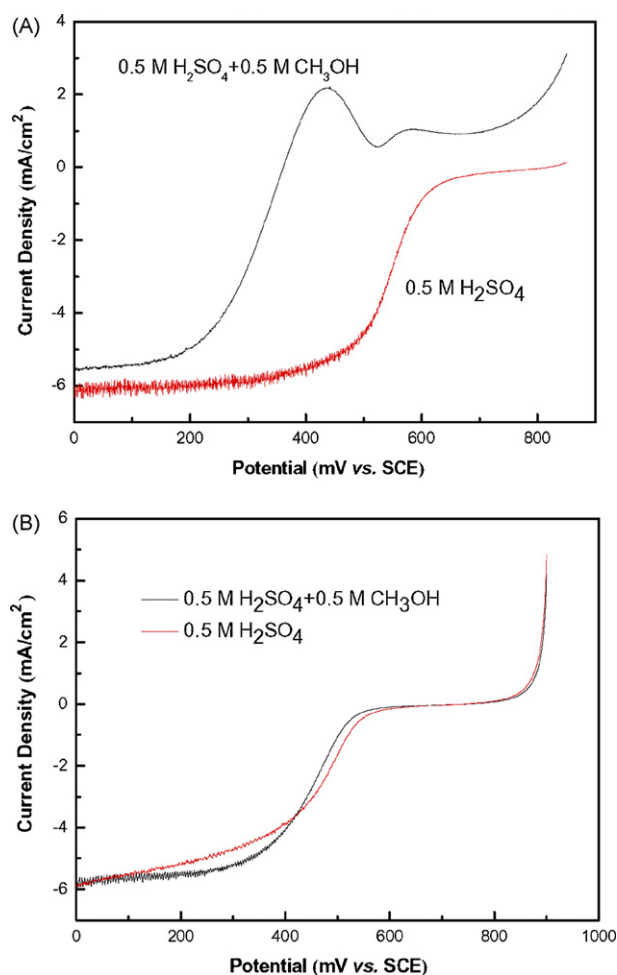 (A)
4
2
0
-2
-4
-6
Current Density (mA/cm²)
0.5 M H₂SO₄+0.5 M CH₃OH
0.5 M H₂SO₄
0 200 400 600 800
Potential (mV vs. SCE)
(B)
6
4
2
0
-2
-4
-6
Current Density (mA/cm²)
0.5 M H₂SO₄+0.5 M CH₃OH
0.5 M H₂SO₄
0 200 400 600 800 1000
Potential (mV vs. SCE)